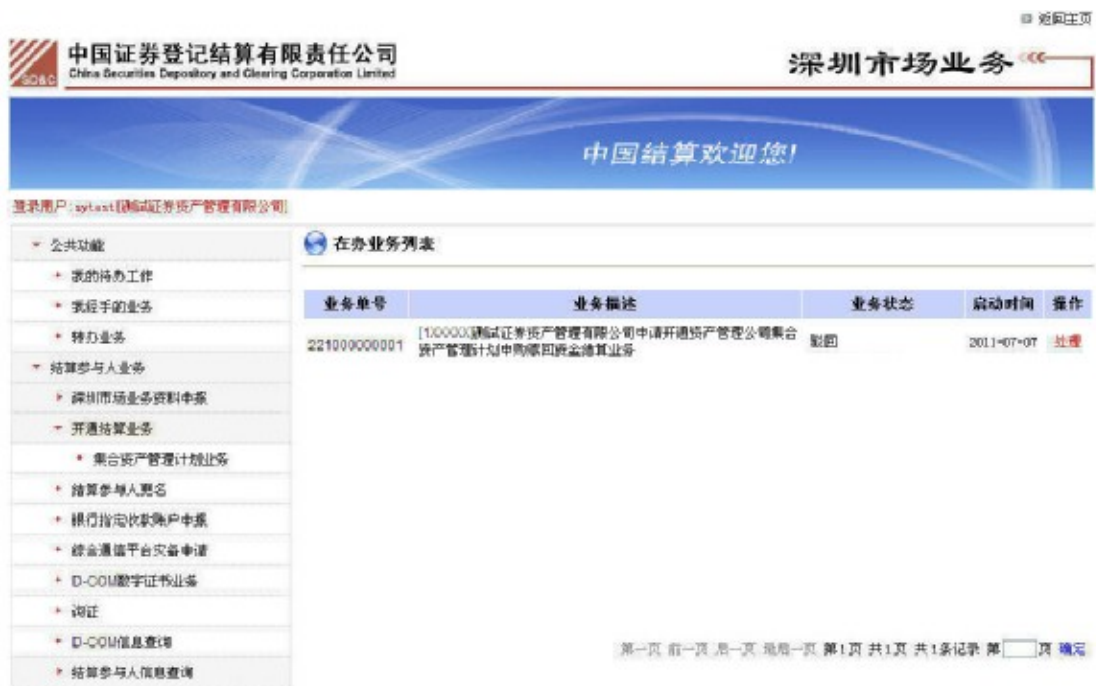 返回主页
中国证券登记结算有限责任公司
China Securities Depository and Clearing Corporation Limited
SD&C
深圳市场业务
中国结算欢迎您!
登录用户:zytest[测试证券资产管理有限公司]
公共功能
我的待办工作
我经手的业务
转办业务
结算参与人业务
深圳市场业务资料申报
开通结算业务
集合资产管理计划业务
结算参与人更名
银行指定收款账户申报
综合通信平台灾备申请
D-COM数字证书业务
询证
D-COM信息查询
结算参与人信息查询
在办业务列表
业务单号 业务描述 业务状态 启动时间 操作
221000000001 [1XXXXX]测试证券资产管理有限公司申请开通资产管理公司集合 驳回 2011-07-07 处理
资产管理计划申购赎回资金结算业务
第一页 前一页 后一页 最后一页 第1页 共1页 共1条记录 第 页 确定